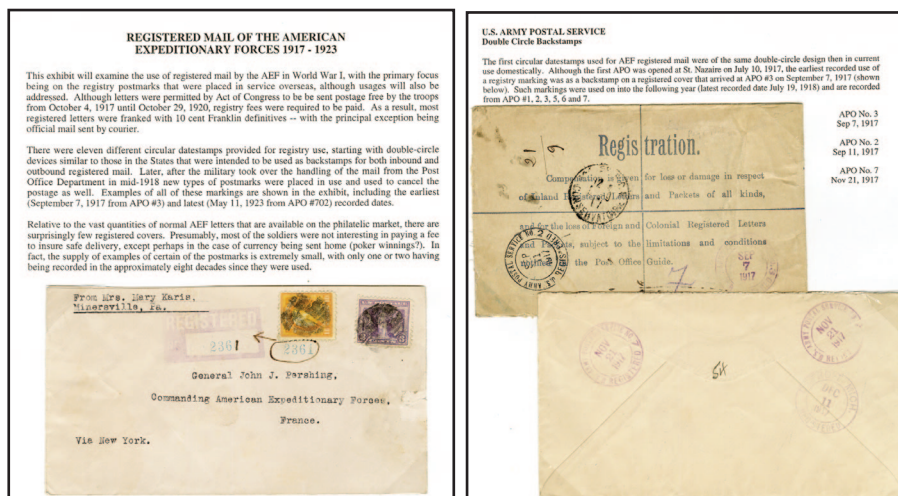 REGISTERED MAIL OF THE AMERICAN
EXPEDITIONARY FORCES 1917 - 1923
This exhibit will examine the use of registered mail by the AEF in World War I, with the primary focus
being on the registry postmarks that were placed in service overseas, although usages will also be
addressed. Although letters were permitted by Act of Congress to be sent postage free by the troops
from October 4, 1917 until October 29, 1920, registry fees were required to be paid. As a result, most
registered letters were franked with 10 cent Franklin definitives -- with the principal exception being
official mail sent by courier.
There were eleven different circular datestamps provided for registry use, starting with double-circle
devices similar to those in the States that were intended to be used as backstamps for both inbound and
outbound registered mail. Later, after the military took over the handling of the mail from the Post
Office Department in mid-1918 new types of postmarks were placed in use and used to cancel the
postage as well. Examples of all of these markings are shown in the exhibit, including the earliest
(September 7, 1917 from APO #3) and latest (May 11, 1923 from APO #702) recorded dates.
Relative to the vast quantities of normal AEF letters that are available on the philatelic market, there are
surprisingly few registered covers. Presumably, most of the soldiers were not interesting in paying a fee
to insure safe delivery, except perhaps in the case of currency being sent home (poker winnings?). In
fact, the supply of examples of certain of the postmarks is extremely small, with only one or two having
being recorded in the approximately eight decades since they were used.
From Mrs. Mary Karis.
Minersville, Pa.
REGISTERED
2361
2361
General John J. Pershing,
Commanding American Expeditionary Forces,
France.
Via New York.
U.S. ARMY POSTAL SERVICE
Double Circle Backstamps
The first circular datestamps used for AEF registered mail were of the same double-circle design then in current
use domestically. Although the first APO was opened at St. Nazaire on July 10, 1917, the earliest recorded use of
a registry marking was as a backstamp on a registered cover that arrived at APO #3 on September 7, 1917 (shown
below). Such markings were used on into the following year (latest recorded date July 19, 1918) and are recorded
from APO #1, 2, 3, 5, 6 and 7.
APO No. 3
Sep 7, 1917
APO No. 2
Sep 11, 1917
APO No. 7
Nov 21, 1917
Registration.
Compensation is given for loss or damage in respect
of Inland Registered Letters and Packets of all kinds,
and for the loss of Foreign and Colonial Registered Letters
and Packets, subject to the limitations and conditions
the Post Office Guide.
SEP
7
1917
U.S. ARMY POSTAL SERVICE No. 2
NOV
NOV
DEC
11